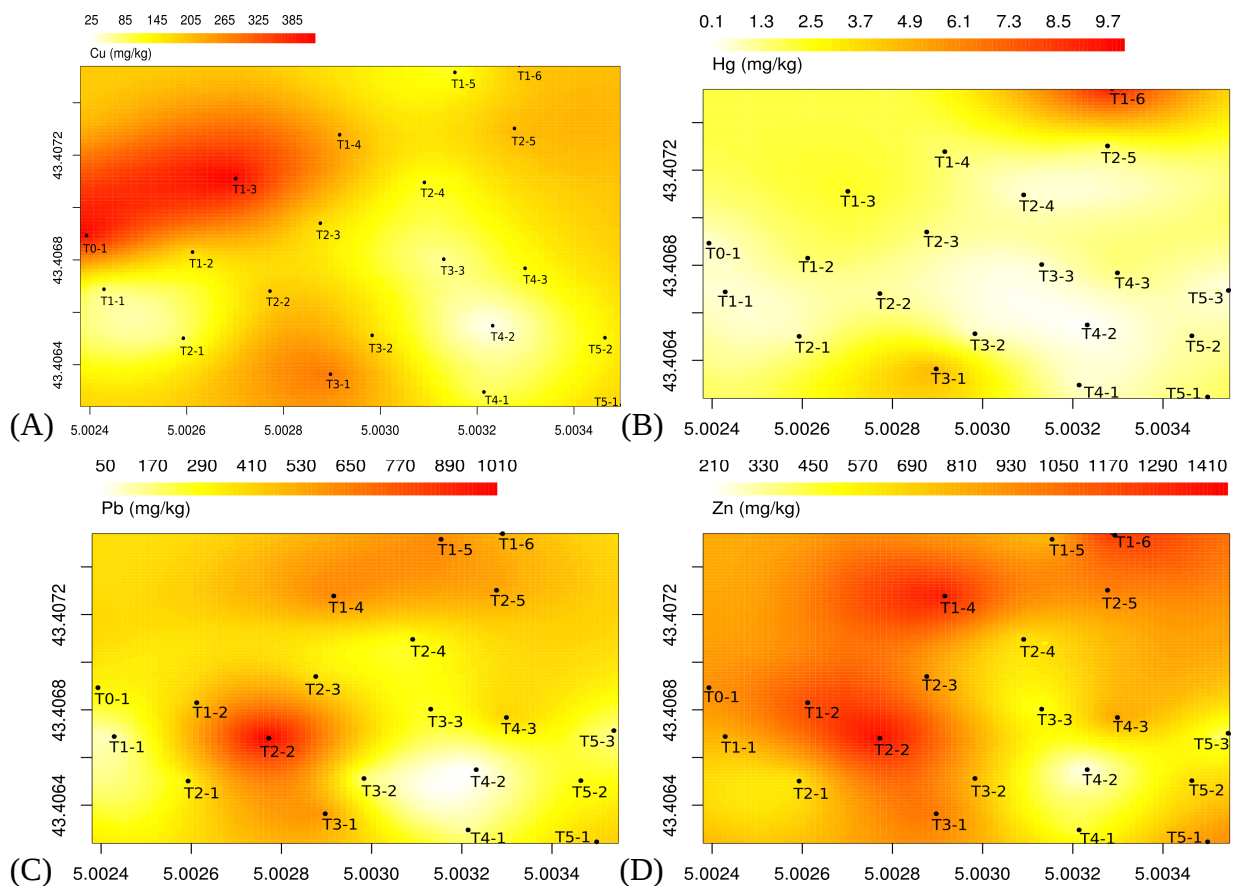 25 85 145 205 265 325 385
Cu (mg/kg)
T1-5
T1-6
T1-4
T2-5
43.4072
T1-3
T2-4
T2-3
T0-1
43.4068
T1-2
T3-3
T4-3
T1-1
T2-2
T4-2
T2-1
T3-2
T5-2
43.4064
T3-1
T4-1
T5-1
(A)
5.0024 5.0026 5.0028 5.0030 5.0032 5.0034
0.1 1.3 2.5 3.7 4.9 6.1 7.3 8.5 9.7
Hg (mg/kg)
T1-6
43.4072
T1-4
T2-5
T1-3
T2-4
T2-3
T0-1
43.4068
T1-2
T3-3
T4-3
T1-1
T2-2
T5-3
T4-2
T2-1
T3-2
T5-2
43.4064
T3-1
T4-1
T5-1
(B)
5.0024 5.0026 5.0028 5.0030 5.0032 5.0034
50 170 290 410 530 650 770 890 1010
Pb (mg/kg)
T1-5
T1-6
T1-4
T2-5
43.4072
T2-4
T2-3
T0-1
43.4068
T1-2
T3-3
T4-3
T1-1
T2-2
T5-3
T4-2
T2-1
T3-2
T5-2
43.4064
T3-1
T4-1
T5-1
(C)
5.0024 5.0026 5.0028 5.0030 5.0032 5.0034
210 330 450 570 690 810 930 1050 1170 1290 1410
Zn (mg/kg)
T1-5
T1-6
T1-4
T2-5
43.4072
T2-4
T2-3
T0-1
43.4068
T1-2
T3-3
T4-3
T1-1
T2-2
T5-3
T4-2
T2-1
T3-2
T5-2
43.4064
T3-1
T4-1
T5-1
(D)
5.0024 5.0026 5.0028 5.0030 5.0032 5.0034